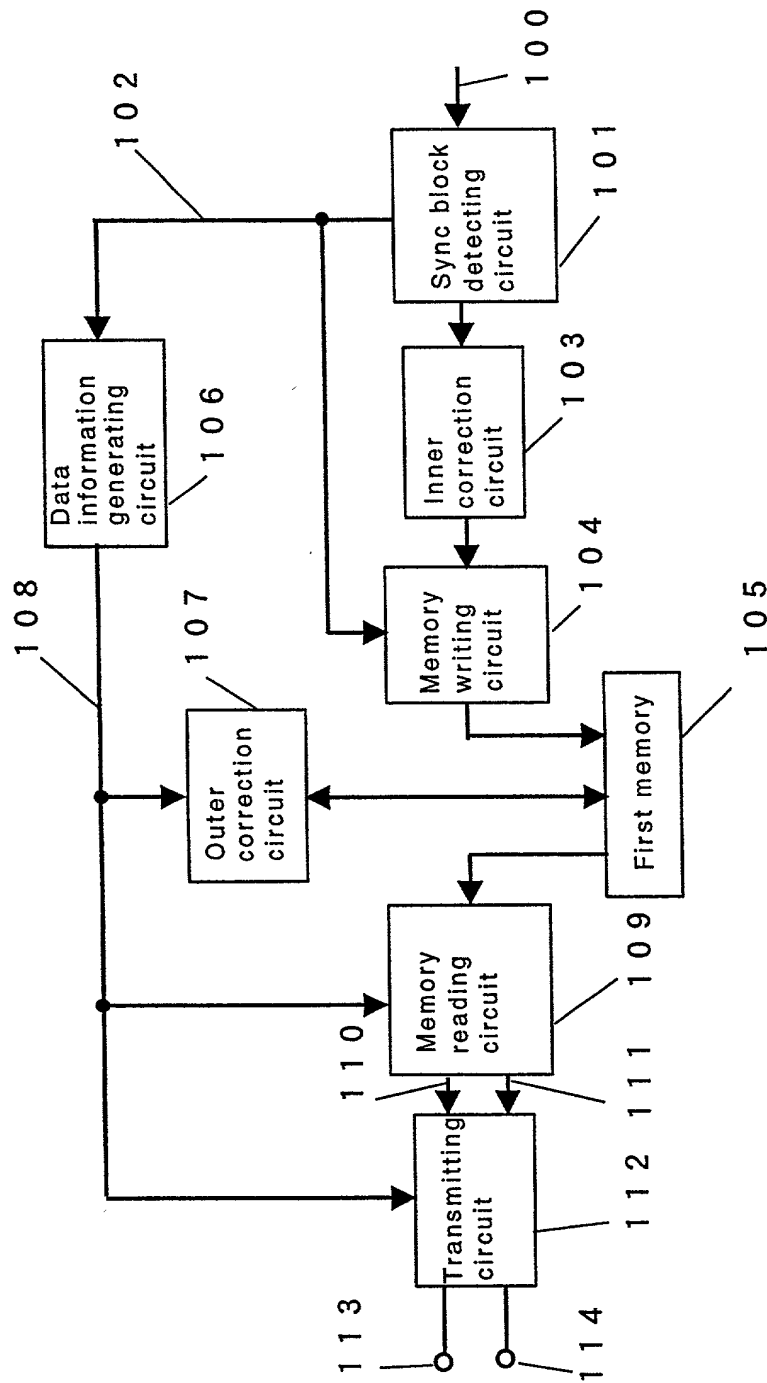 100
Sync block
detecting
circuit
101
102
Inner
correction
circuit
103
Memory
writing
circuit
104
First memory
105
Data
information
generating
circuit
106
Outer
correction
circuit
107
108
Memory
reading
circuit
109
110
111
Transmitting
circuit
112
113
114